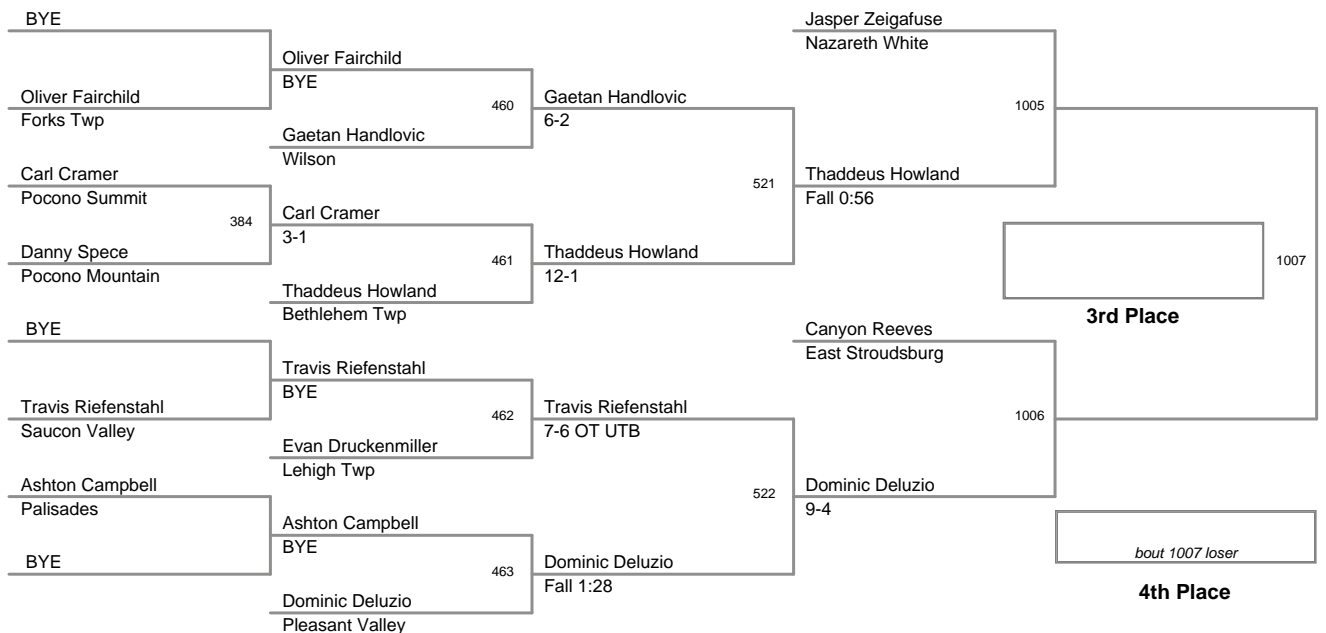 BYE
Oliver Fairchild
Forks Twp
Carl Cramer
Pocono Summit
384
Danny Spece
Pocono Mountain
BYE
Travis Riefenstahl
Saucon Valley
Ashton Campbell
Palisades
BYE
Oliver Fairchild
BYE
460
Gaetan Handlovic
Wilson
Carl Cramer
3-1
461
Thaddeus Howland
Bethlehem Twp
Travis Riefenstahl
BYE
462
Evan Druckenmiller
Lehigh Twp
Ashton Campbell
BYE
463
Dominic Deluzio
Pleasant Valley
Gaetan Handlovic
6-2
521
Thaddeus Howland
12-1
Travis Riefenstahl
7-6 OT UTB
522
Dominic Deluzio
Fall 1:28
Jasper Zeigafuse
Nazareth White
1005
Thaddeus Howland
Fall 0:56
Canyon Reeves
East Stroudsburg
1006
Dominic Deluzio
9-4
1007
3rd Place
bout 1007 loser
4th Place